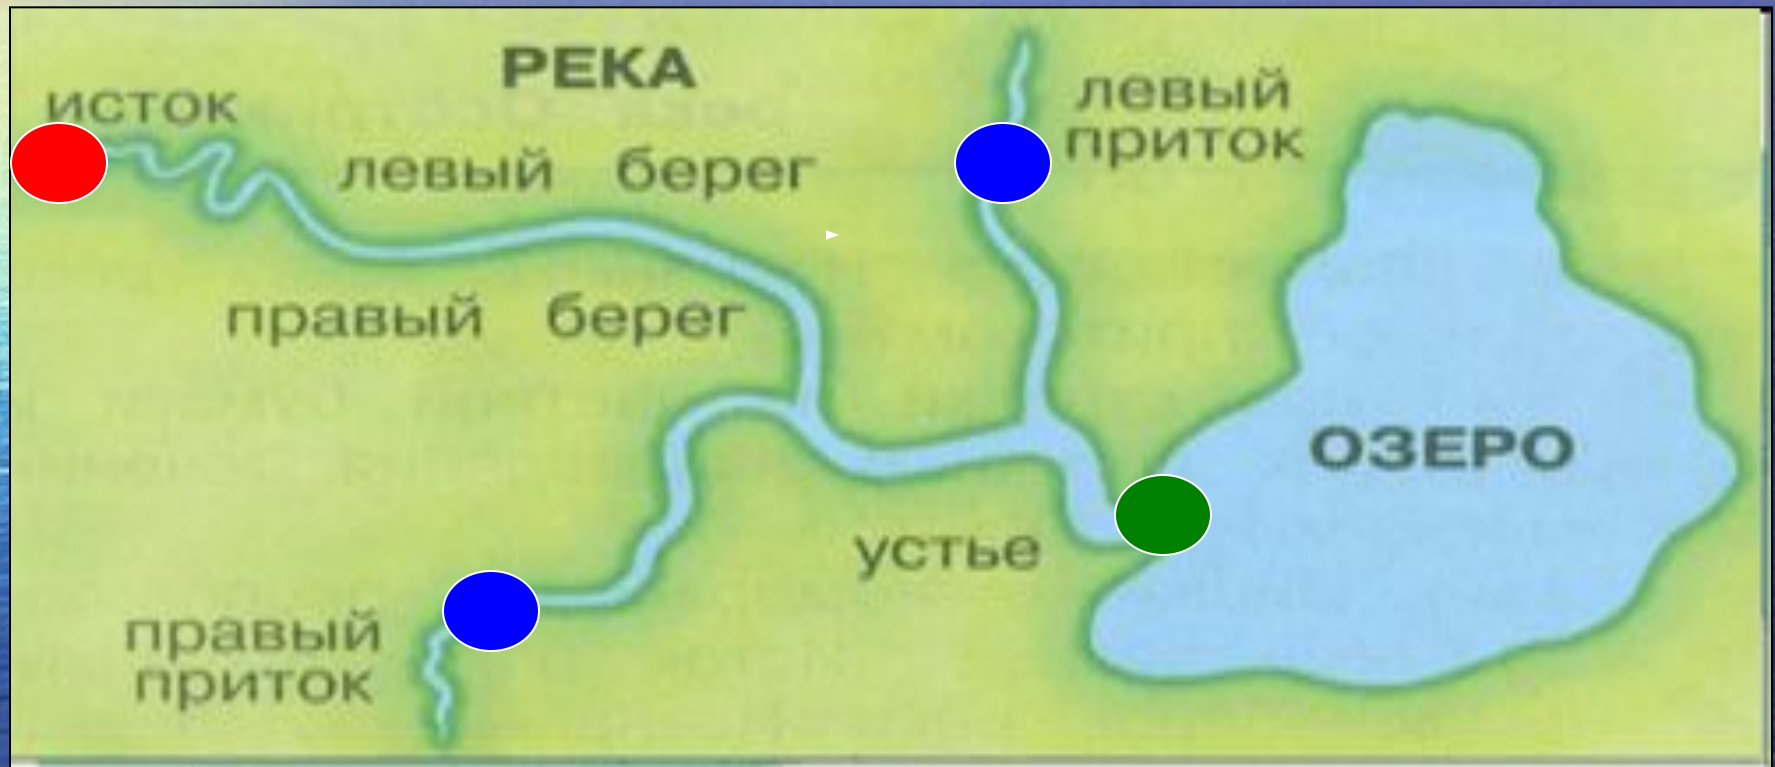 РЕКА
исток
левый берег
левый
приток
правый берег
ОЗЕРО
устье
правый
приток